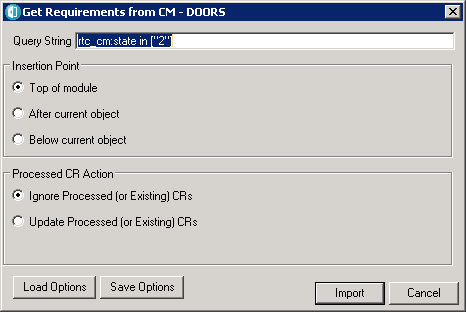 Get Requirements from CM - DOORS
Query String rtc_cm:state in ["2"]
Insertion Point
Top of module
After current object
Below current object
Processed CR Action
Ignore Processed (or Existing) CRs
Update Processed (or Existing) CRs
Load Options Save Options Import Cancel